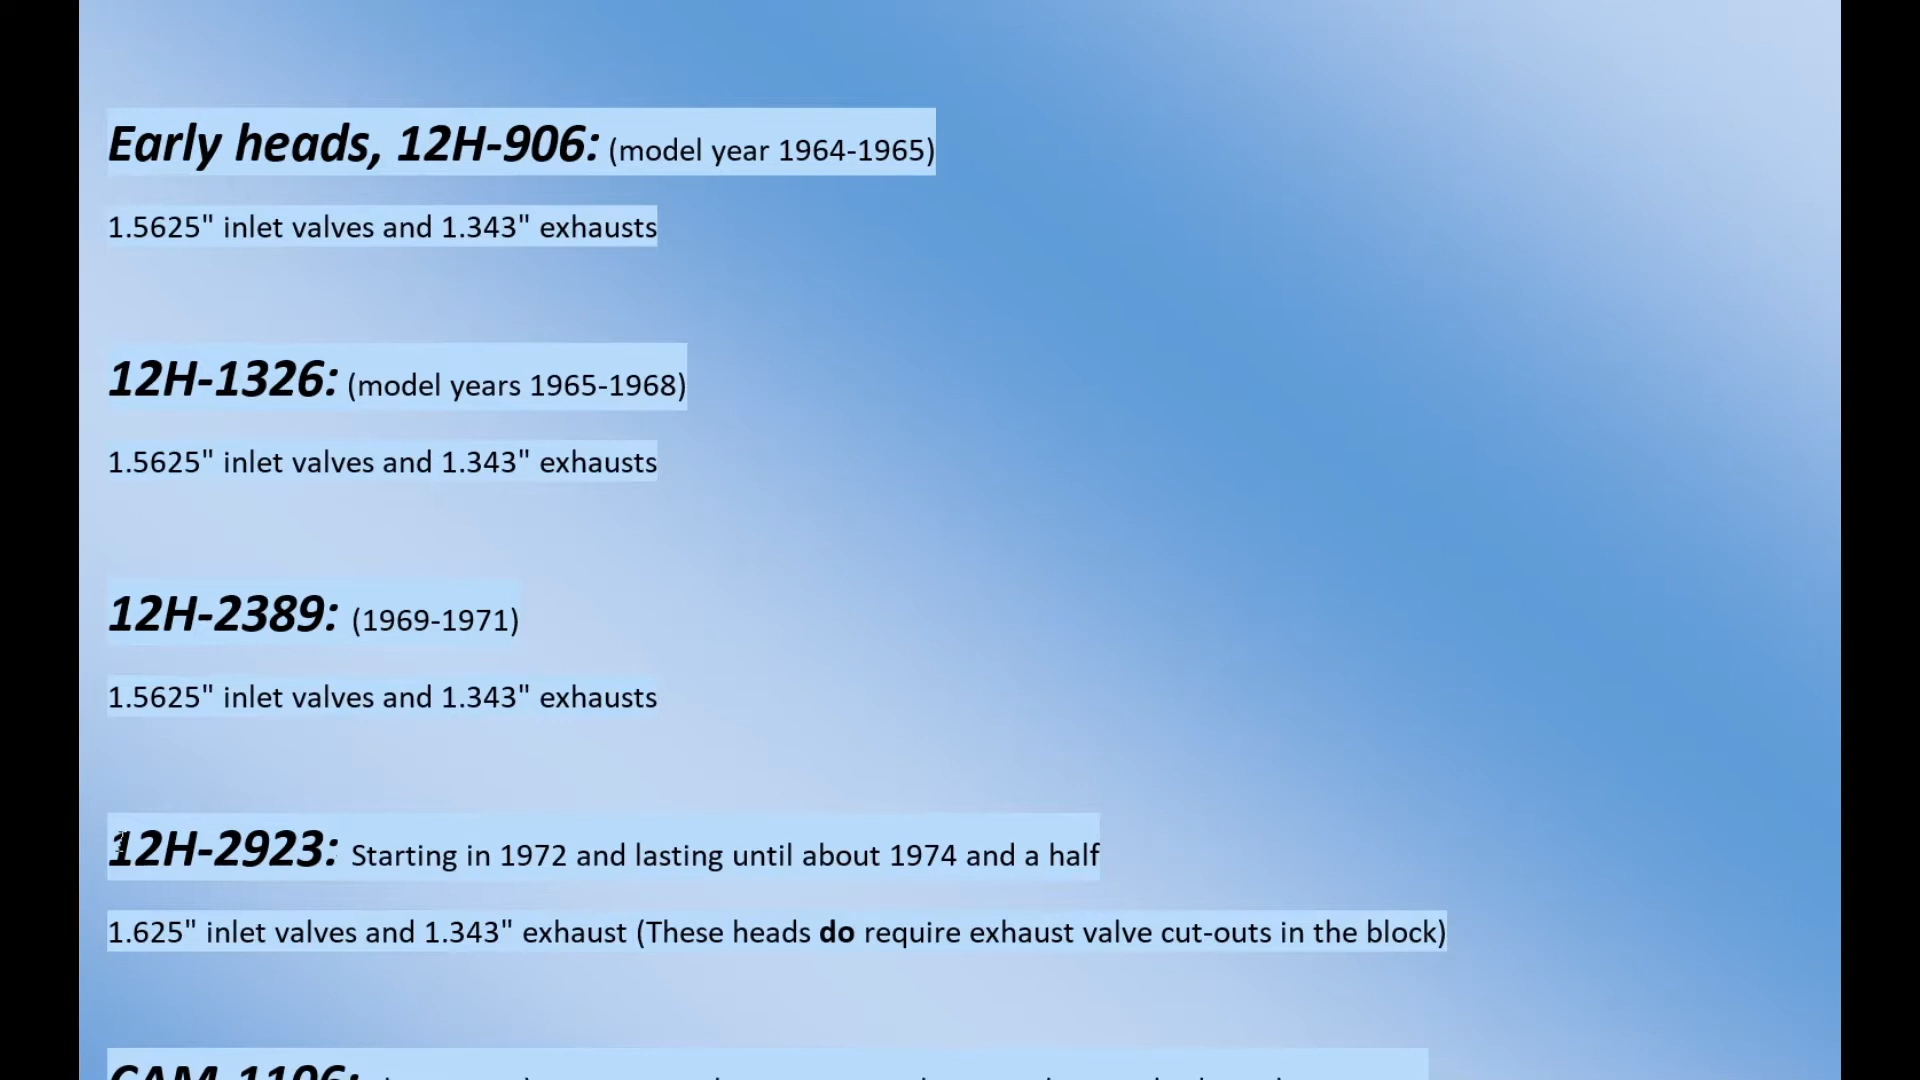 Early heads, 12H-906: (model year 1964-1965)
1.5625" inlet valves and 1.343" exhausts
12H-1326: (model years 1965-1968)
1.5625" inlet valves and 1.343" exhausts
12H-2389: (1969-1971)
1.5625" inlet valves and 1.343" exhausts
12H-2923: Starting in 1972 and lasting until about 1974 and a half
1.625" inlet valves and 1.343" exhaust (These heads do require exhaust valve cut-outs in the block)
CAM-1106: